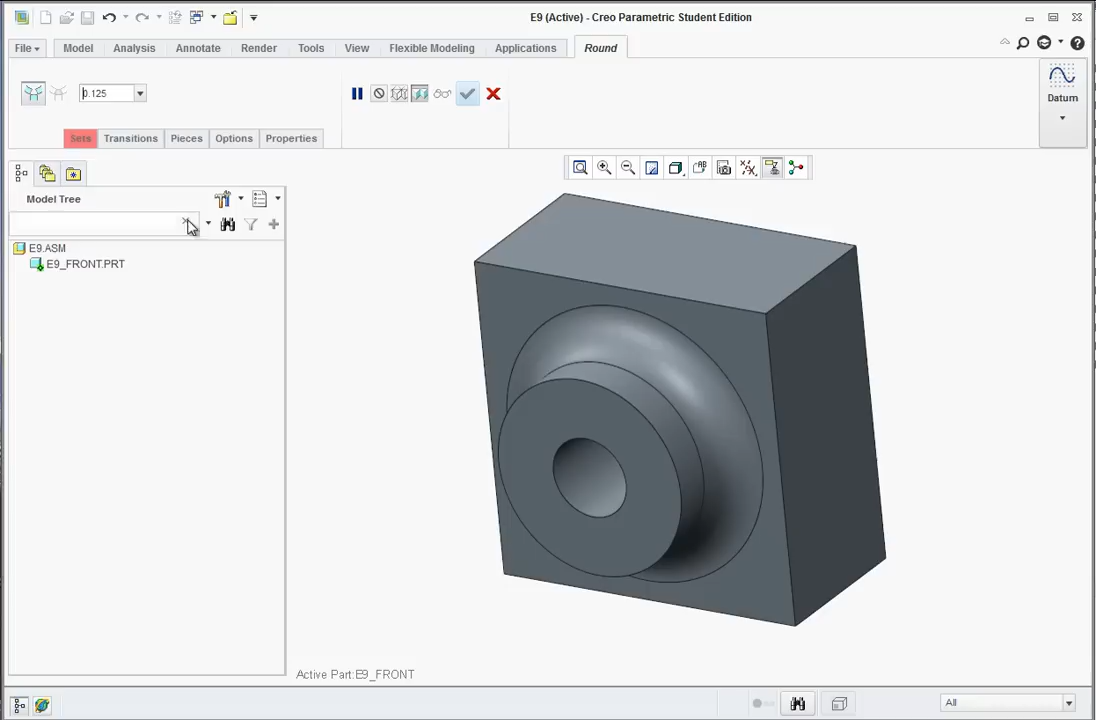 E9 (Active) - Creo Parametric Student Edition
File Model Analysis Annotate Render Tools View Flexible Modeling Applications Round
0.125
Datum
Sets Transitions Pieces Options Properties
Model Tree
E9.ASM
E9_FRONT.PRT
Active Part:E9_FRONT
All